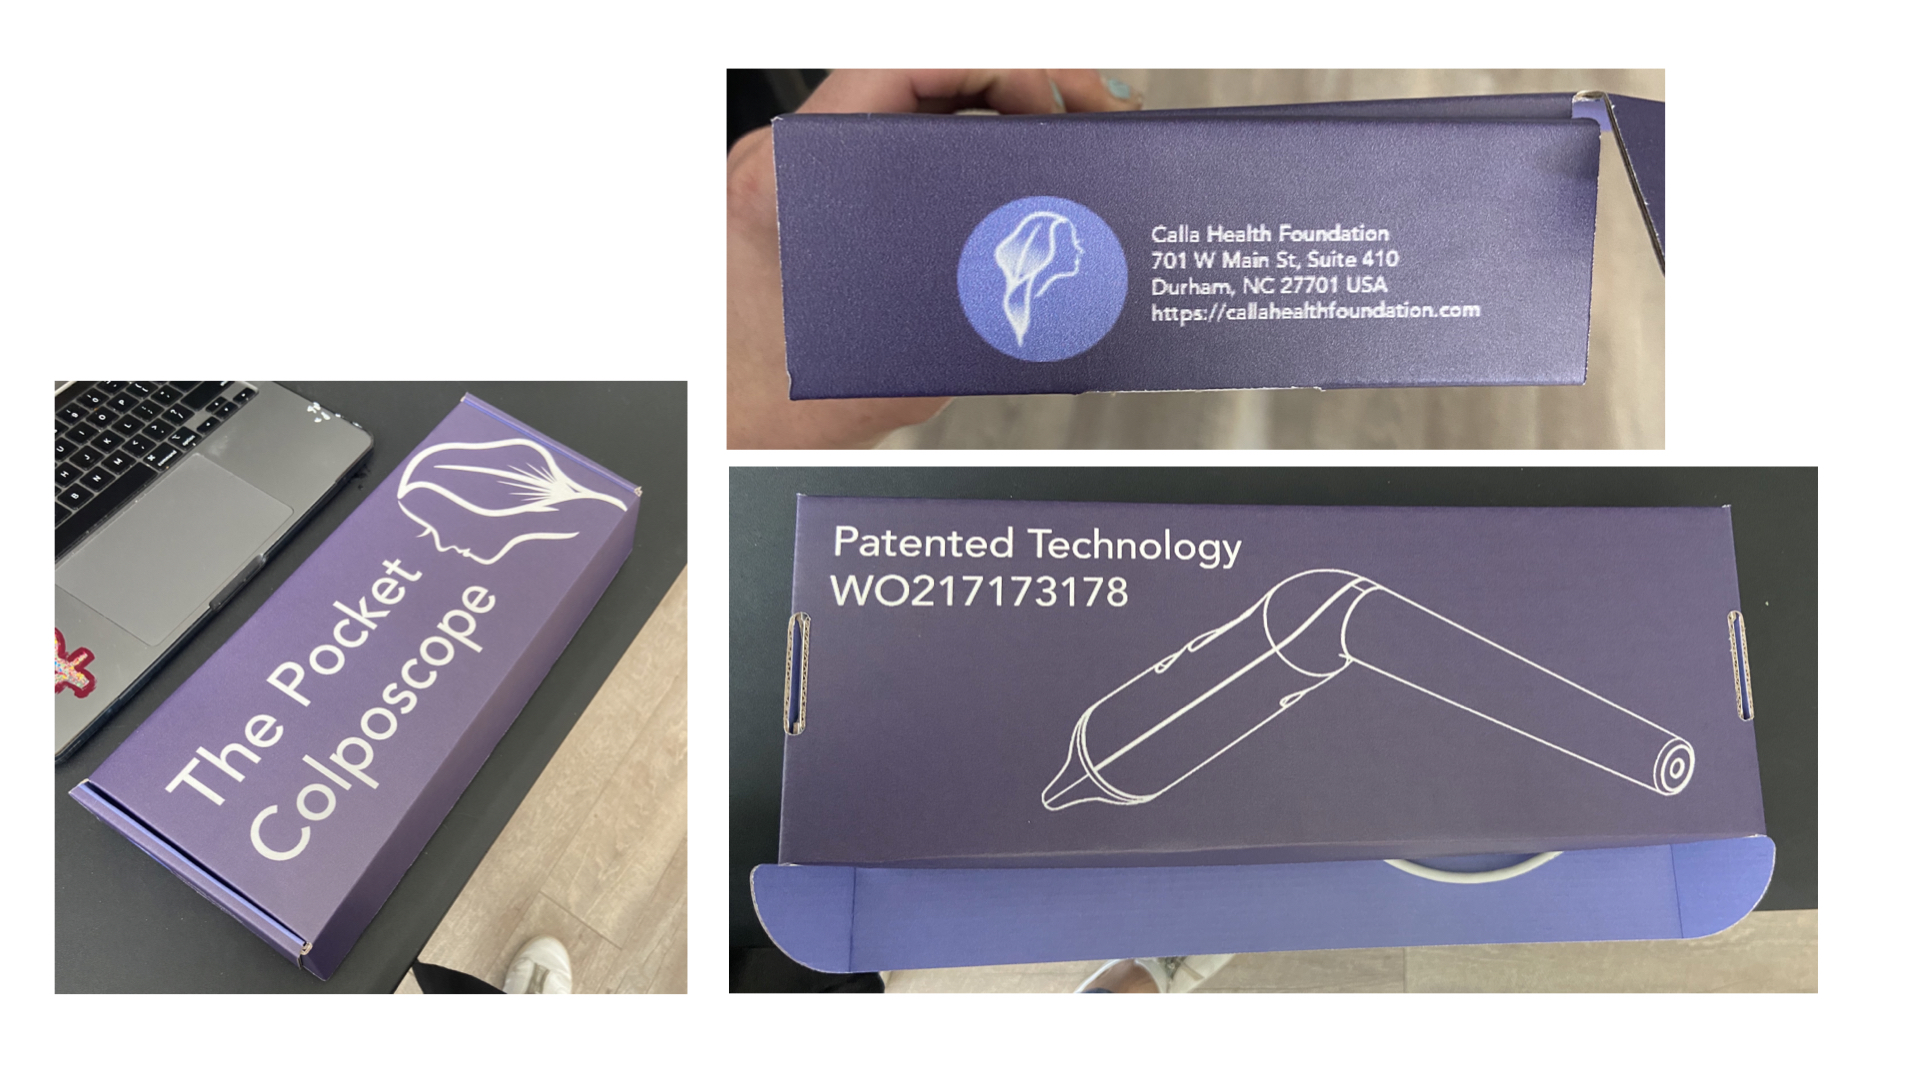 The Pocket
Colposcope
Calla Health Foundation
701 W Main St, Suite 410
Durham, NC 27701 USA
https://callahealthfoundation.com
Patented Technology
WO217173178